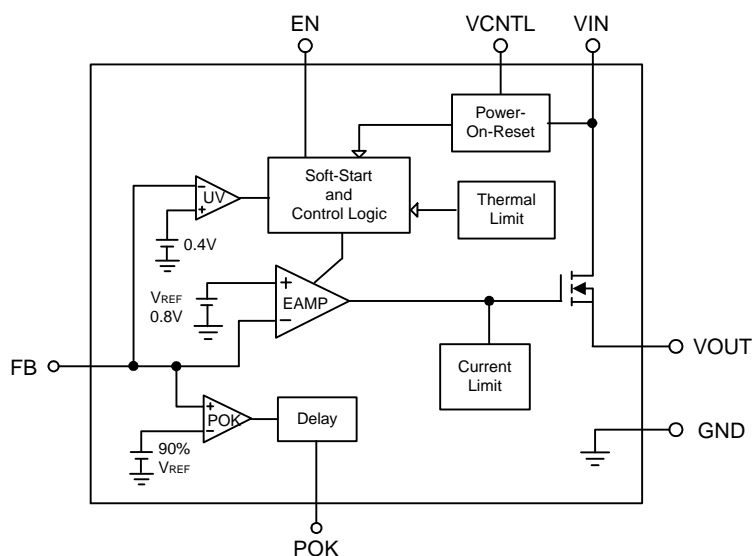 EN
VCNTL
VIN
Power-
On-Reset
Soft-Start
and
Control Logic
UV
Thermal
Limit
0.4V
VREF
0.8V
EAMP
VOUT
FB
Current
Limit
POK
Delay
GND
90%
VREF
POK